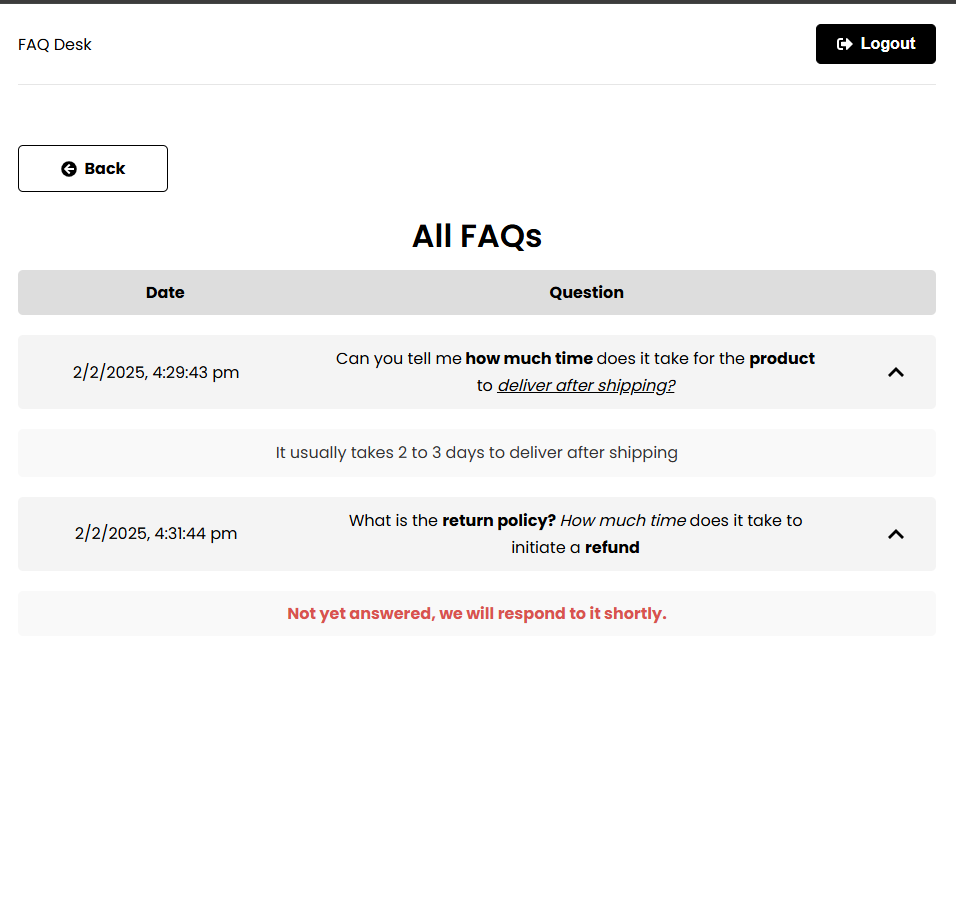 FAQ Desk
Logout
Back
All FAQs
Date Question
2/2/2025, 4:29:43 pm
Can you tell me how much time does it take for the product
to deliver after shipping?
It usually takes 2 to 3 days to deliver after shipping
2/2/2025, 4:31:44 pm
What is the return policy? How much time does it take to
initiate a refund
Not yet answered, we will respond to it shortly.